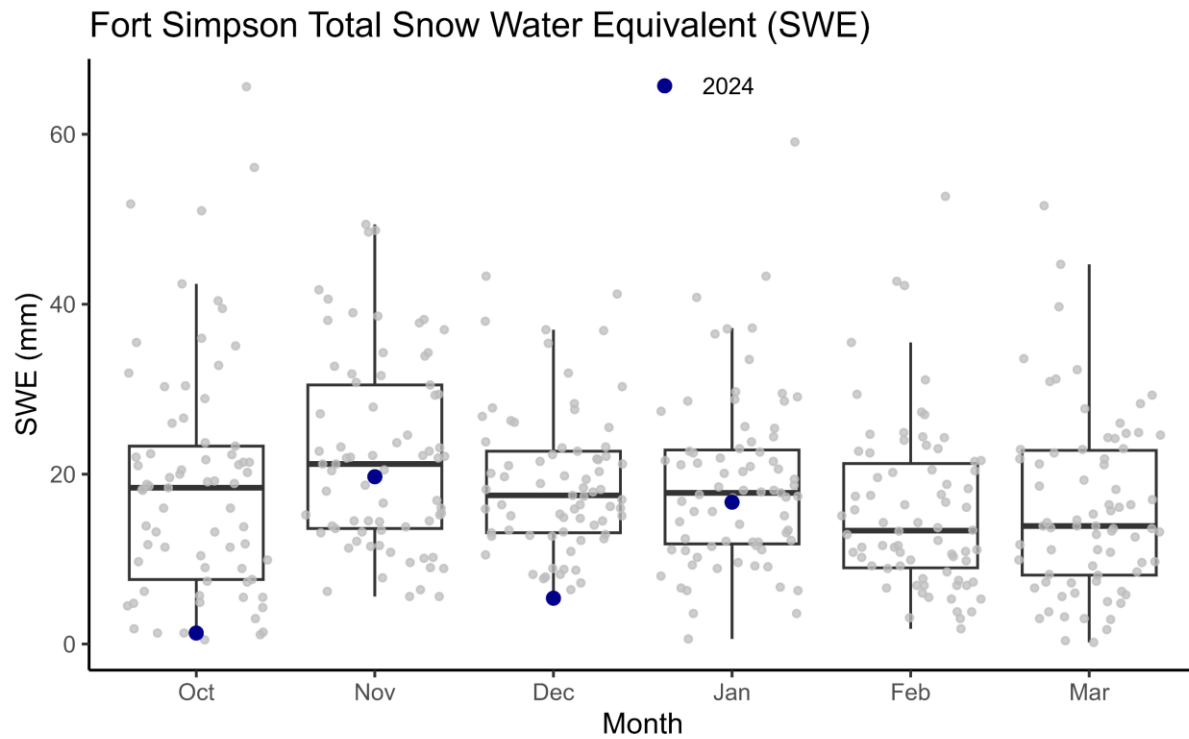 Fort Simpson Total Snow Water Equivalent (SWE)
2024
60
40
20
0
SWE (mm)
Oct Nov Dec Jan Feb Mar
Month